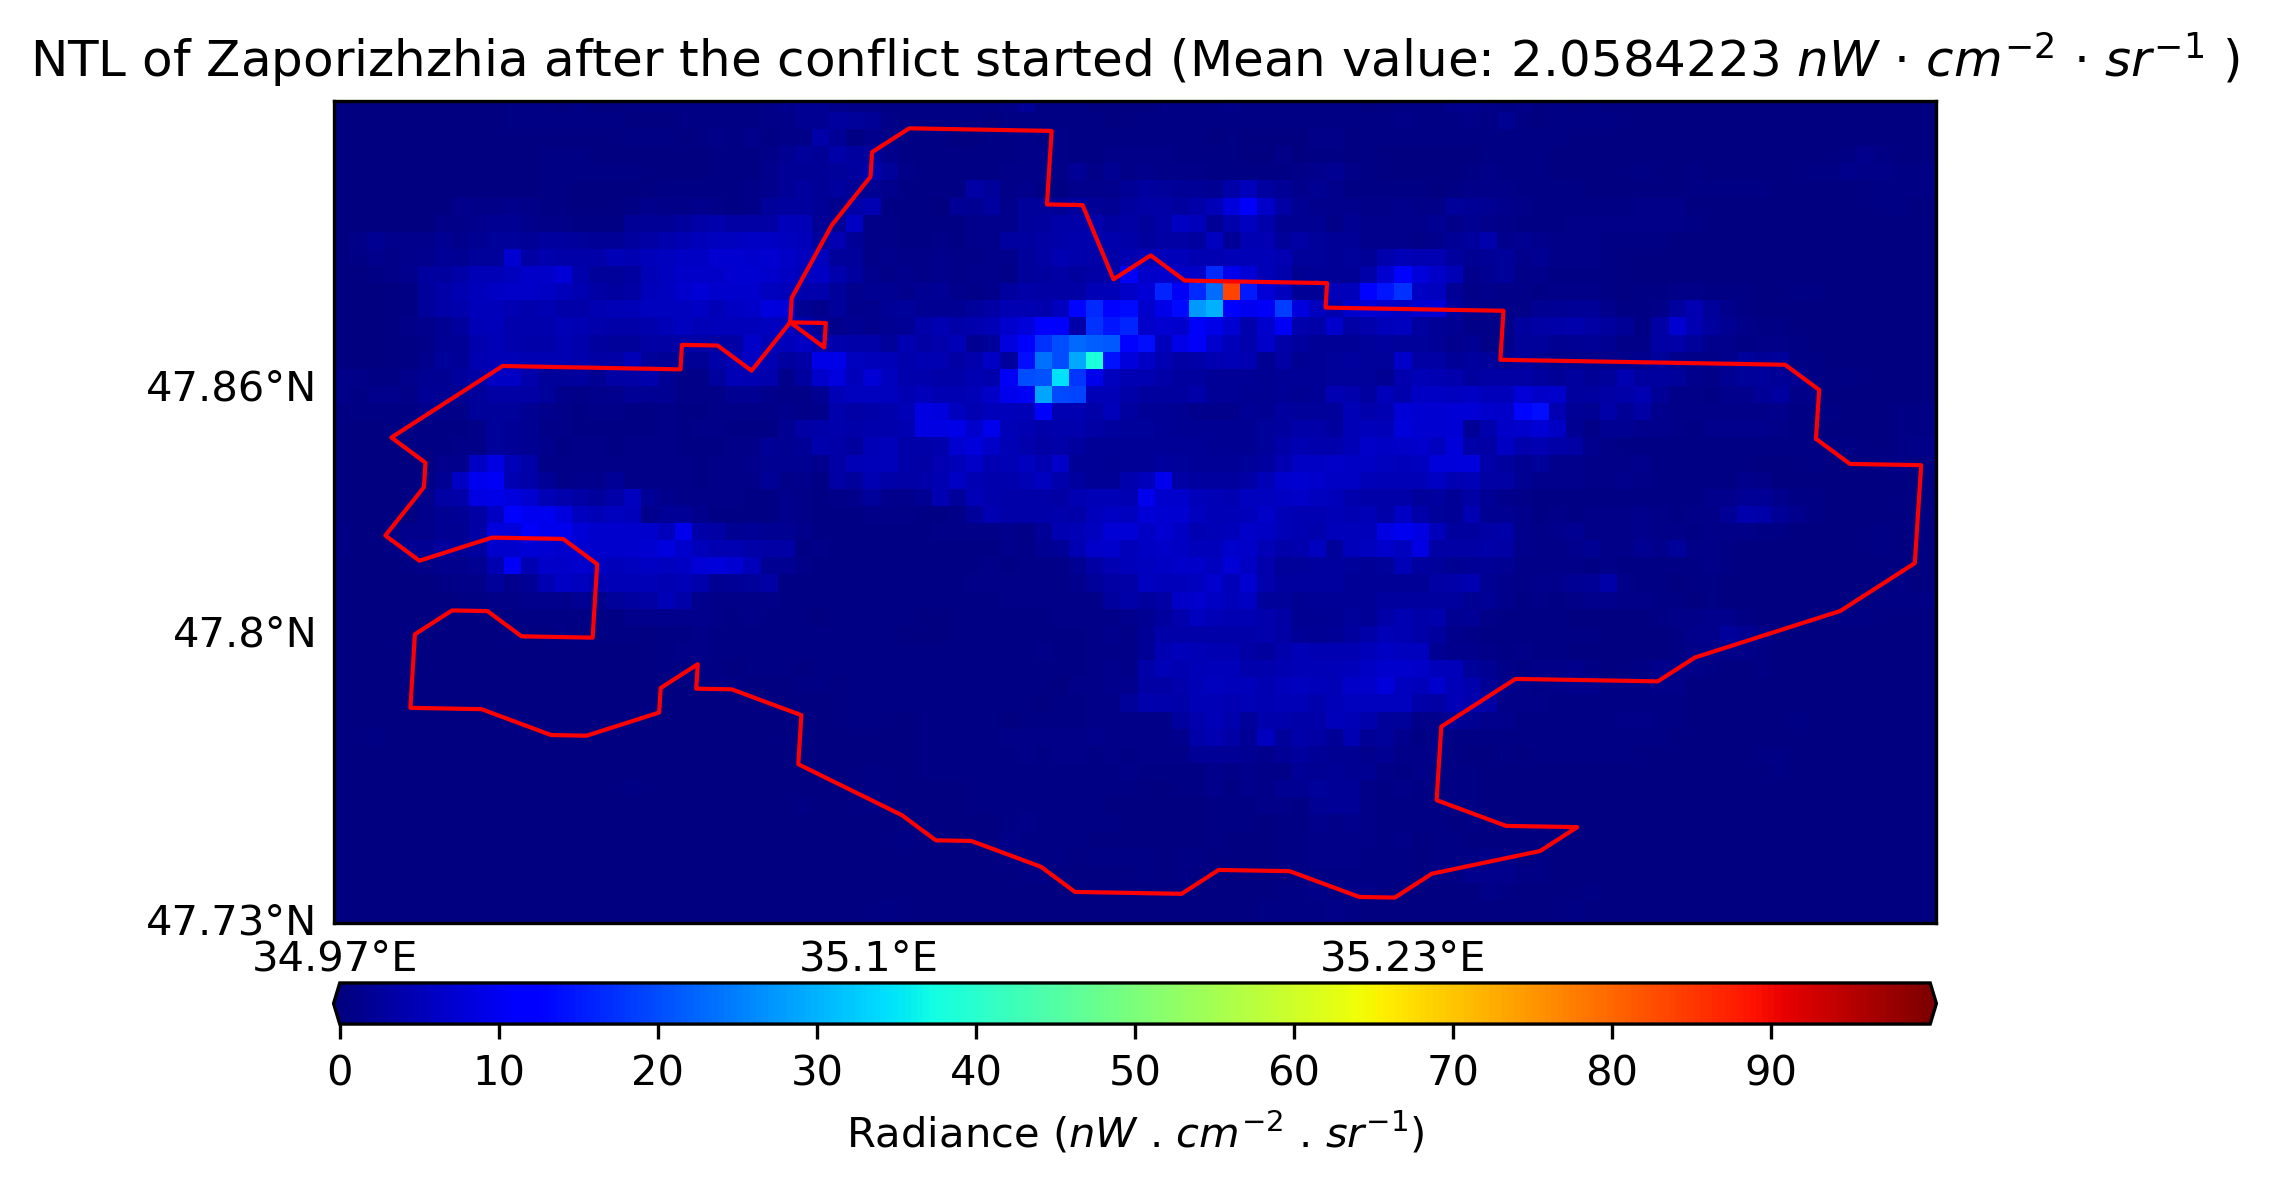 NTL of Zaporizhzhia after the conflict started (Mean value: 2.0584223 nW · cm⁻² · sr⁻¹ )
47.86°N
47.8°N
47.73°N
34.97°E 35.1°E 35.23°E
0 10 20 30 40 50 60 70 80 90
Radiance (nW . cm⁻² . sr⁻¹)